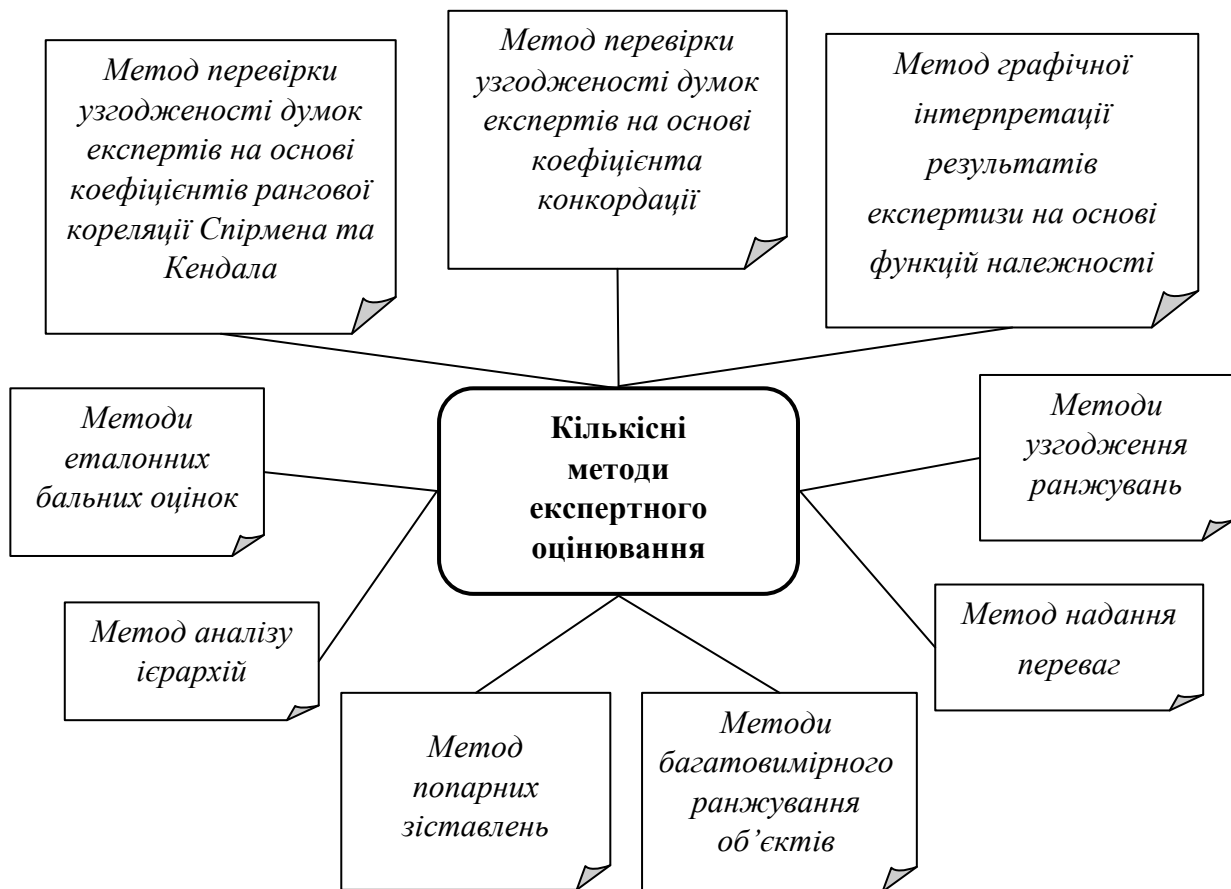 Метод перевірки
узгодженості думок
експертів на основі
коефіцієнтів рангової
кореляції Спірмена та
Кендала
Метод перевірки
узгодженості думок
експертів на основі
коефіцієнта
конкордації
Метод графічної
інтерпретації
результатів
експертизи на основі
функцій належності
Методи
еталонних
бальних оцінок
Кількісні
методи
експертного
оцінювання
Методи
узгодження
ранжувань
Метод аналізу
ієрархій
Метод надання
переваг
Метод
попарних
зіставлень
Методи
багатовимірного
ранжування
об’єктів